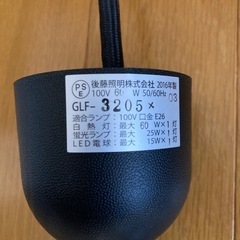 PS
E
後藤照明株式会社 2016年製
100V 60 W 50/60Hz 03
GLF-3205×
適合ランプ：100V 口金 E26
白熱灯：最大 60W×1灯
蛍光ランプ：最大 25W×1灯
LED電球：最大 15W×1灯